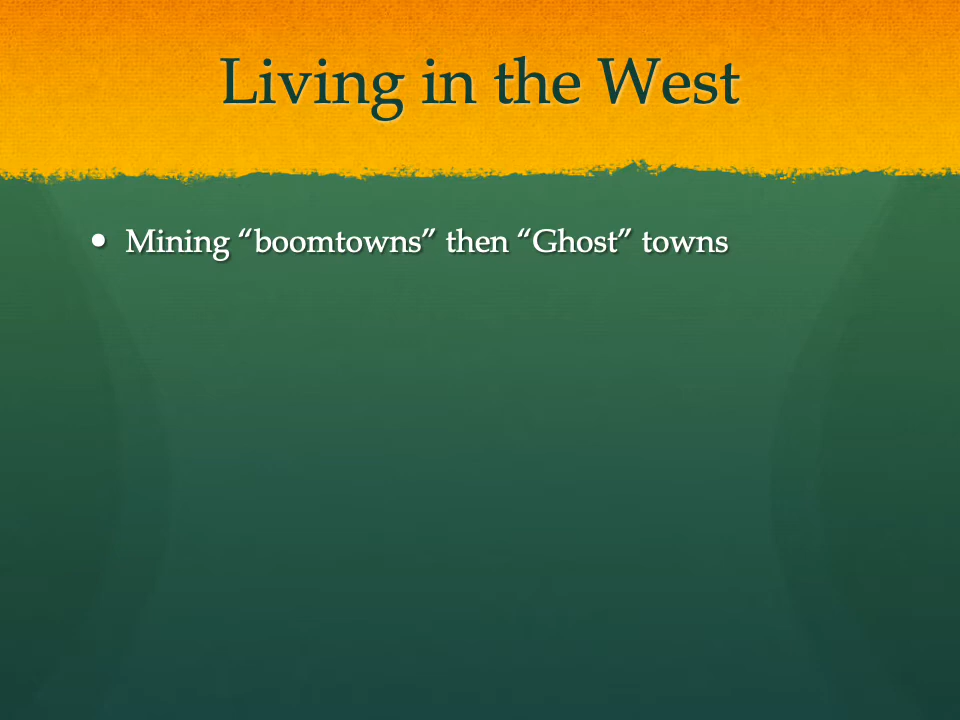 Living in the West
• Mining “boomtowns” then “Ghost” towns